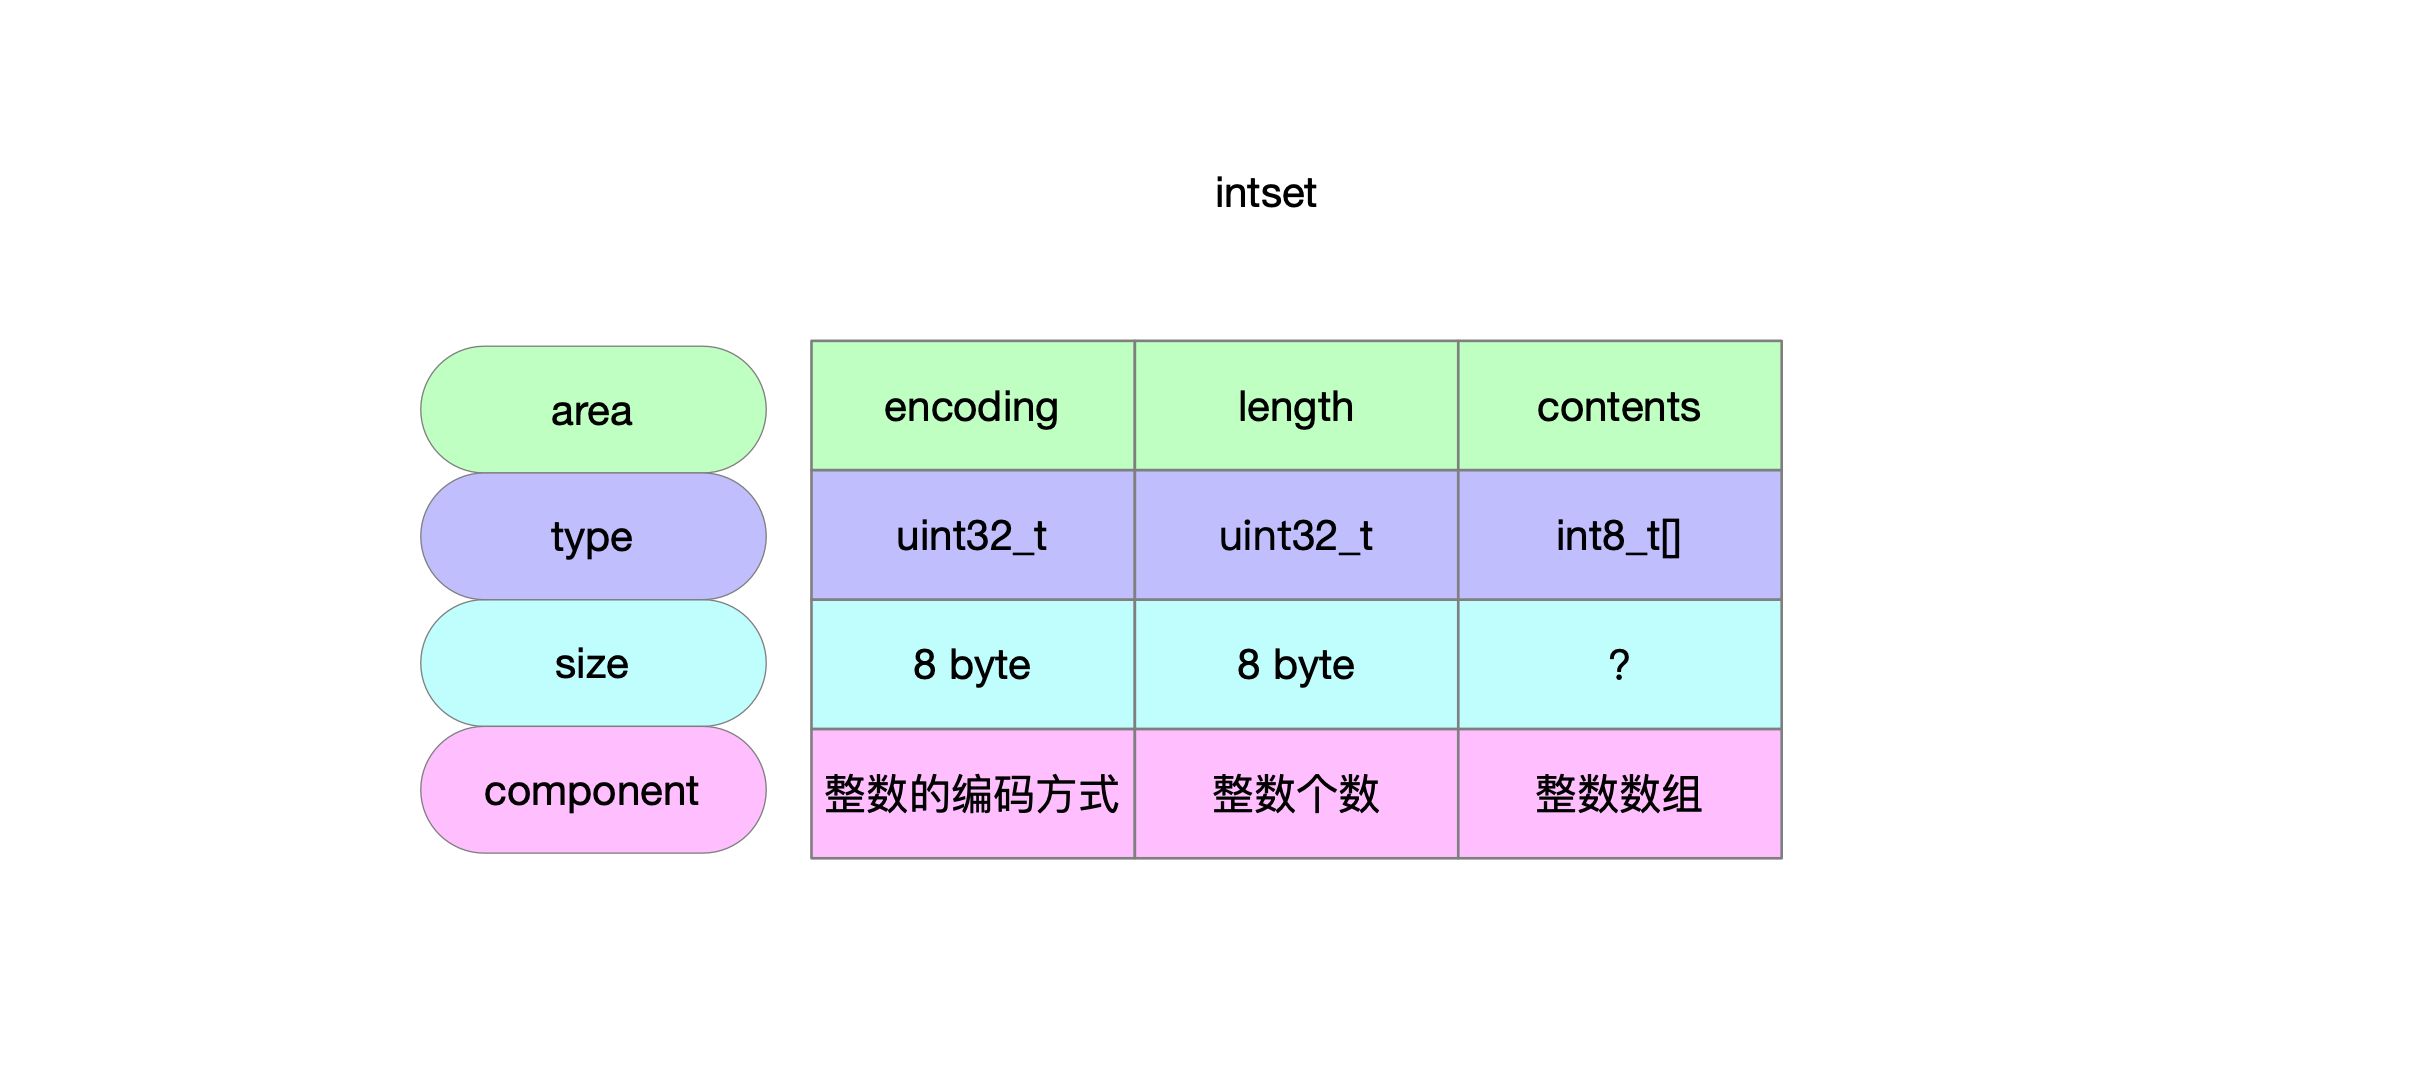 intset
area
encoding
length
contents
type
uint32_t
uint32_t
int8_t[]
size
8 byte
8 byte
?
component
整数的编码方式
整数个数
整数数组